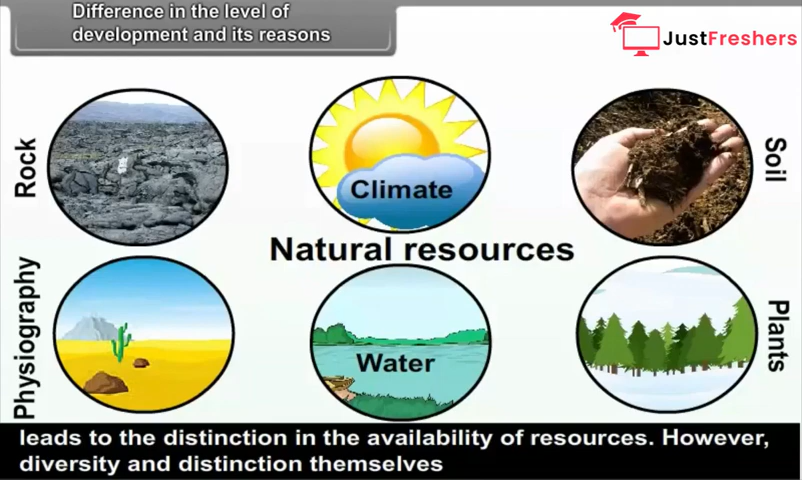 Difference in the level of
development and its reasons
JustFreshers
Rock
Climate
Soil
Natural resources
Physiography
Water
Plants
leads to the distinction in the availability of resources. However,
diversity and distinction themselves